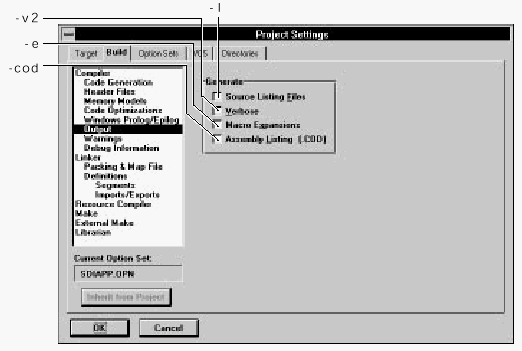 -l
-v2
-e
-cod
Project Settings
Target Build Option Sets VCS Directories
Compiler
Code Generation
Header Files
Memory Models
Code Optimizations
Windows Prolog/Epilog
Output
Warnings
Debug Information
Linker
Packing & Map File
Definitions
Segments
Imports/Exports
Resource Compiler
Make
External Make
Librarian
Generate
Source Listing Files
Verbose
Macro Expansions
Assembly Listing (.COD)
Current Option Set:
SDIAPP.OPN
Inherit from Project
OK Cancel